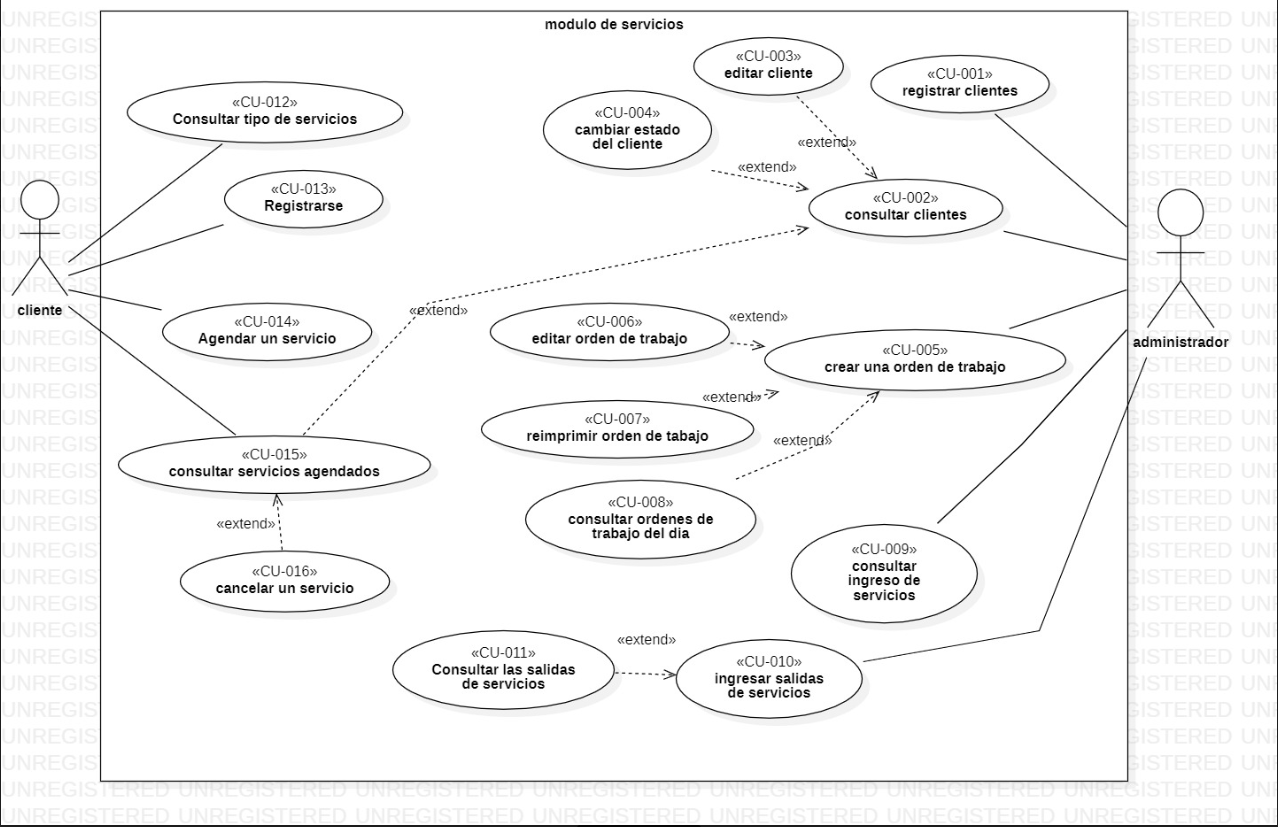 modulo de servicios
«CU-003»
editar cliente
«CU-001»
registrar clientes
«CU-012»
Consultar tipo de servicios
«CU-004»
cambiar estado
del cliente
«extend»
«extend»
«CU-013»
Registrarse
«CU-002»
consultar clientes
cliente
«extend»
«CU-014»
Agendar un servicio
«CU-006»
editar orden de trabajo
«extend»
administrador
«CU-005»
crear una orden de trabajo
«extend»
«CU-007»
reimprimir orden de tabajo
«extend»
«CU-015»
consultar servicios agendados
«CU-008»
consultar ordenes de
trabajo del dia
«extend»
«CU-009»
consultar
ingreso de
servicios
«CU-016»
cancelar un servicio
«CU-011»
Consultar las salidas
de servicios
«extend»
«CU-010»
ingresar salidas
de servicios
UNREGISTERED UNREGISTERED UNREGISTERED UNREGISTERED UNREGISTERED UNREGISTERED UNREGISTERED